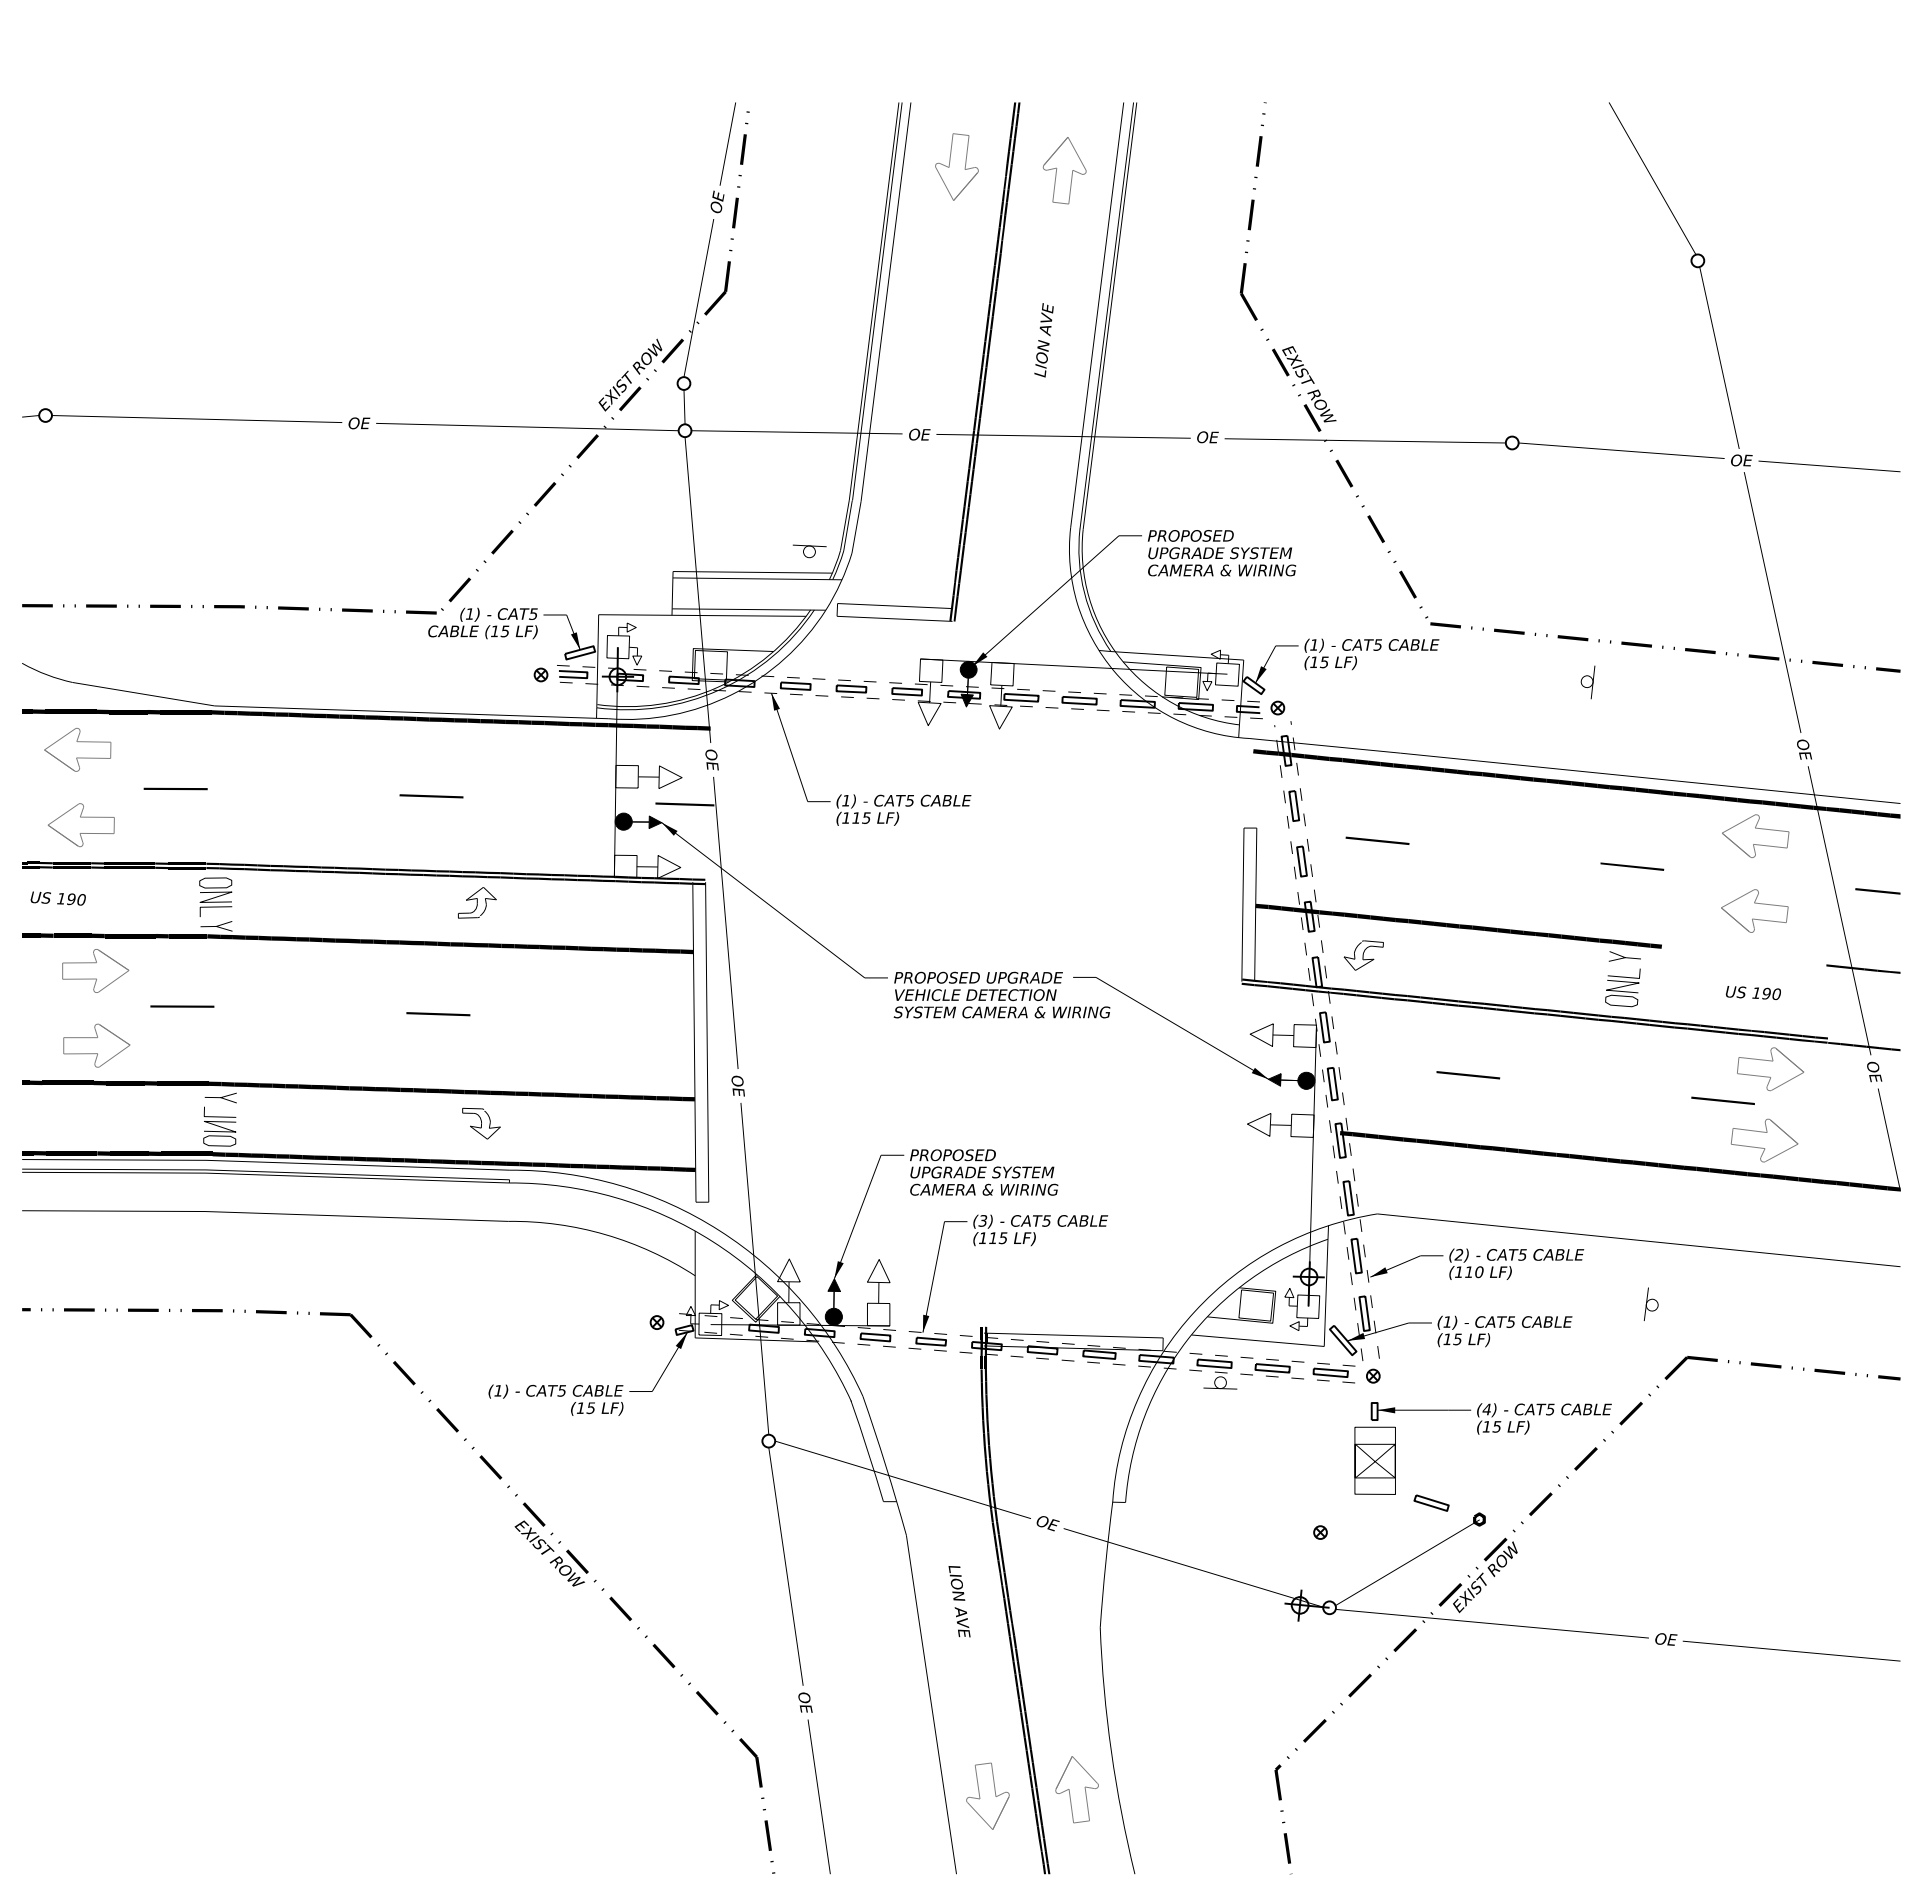 OE
LION AVE
EXIST ROW
EXIST ROW
OE
OE
OE
OE
PROPOSED
UPGRADE SYSTEM
CAMERA & WIRING
(1) - CAT5
CABLE (15 LF)
(1) - CAT5 CABLE
(15 LF)
OE
OE
(1) - CAT5 CABLE
(115 LF)
US 190
ONLY
PROPOSED UPGRADE
VEHICLE DETECTION
SYSTEM CAMERA & WIRING
ONLY
US 190
OE
OE
ONLY
PROPOSED
UPGRADE SYSTEM
CAMERA & WIRING
(3) - CAT5 CABLE
(115 LF)
(2) - CAT5 CABLE
(110 LF)
(1) - CAT5 CABLE
(15 LF)
(1) - CAT5 CABLE
(15 LF)
(4) - CAT5 CABLE
(15 LF)
OE
EXIST ROW
EXIST ROW
LION AVE
OE
OE